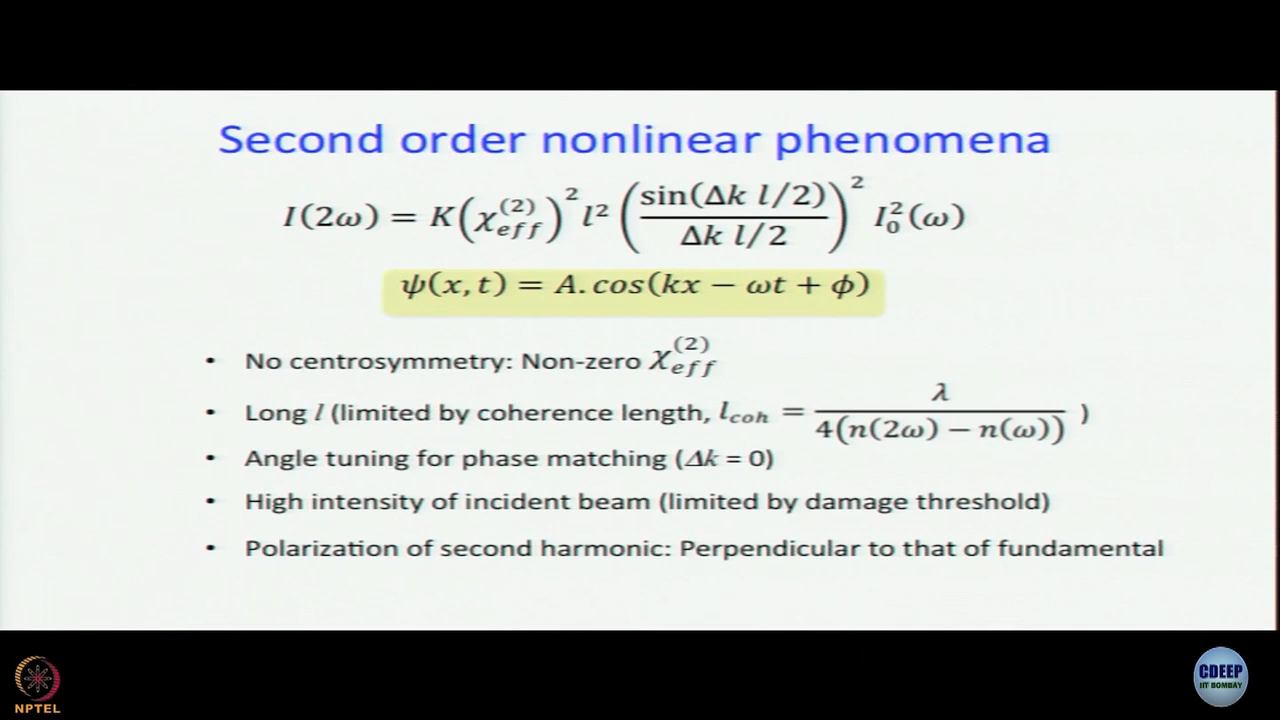 Second order nonlinear phenomena
I(2ω) = K(χ_eff^(2))^2 l^2 (sin(Δk l/2) / Δk l/2)^2 I_0^2(ω)
ψ(x, t) = A.cos(kx − ωt + ϕ)
• No centrosymmetry: Non-zero χ_eff^(2)
• Long l (limited by coherence length, l_coh = λ / 4(n(2ω) − n(ω)) )
• Angle tuning for phase matching (Δk = 0)
• High intensity of incident beam (limited by damage threshold)
• Polarization of second harmonic: Perpendicular to that of fundamental
NPTEL
CDEEP
IIT BOMBAY